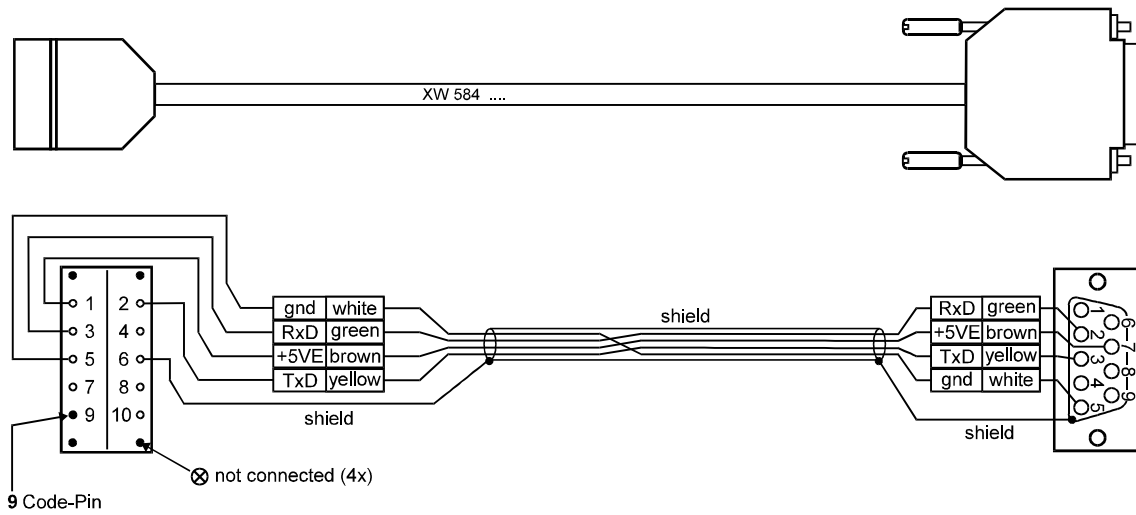 XW 584 ....
1 2
3 4
5 6
7 8
9 10
gnd white
RxD green
+5VE brown
TxD yellow
shield
shield
RxD green
+5VE brown
TxD yellow
gnd white
shield
1
2
3
4
5
6–7–8–9
⊗ not connected (4x)
9 Code-Pin